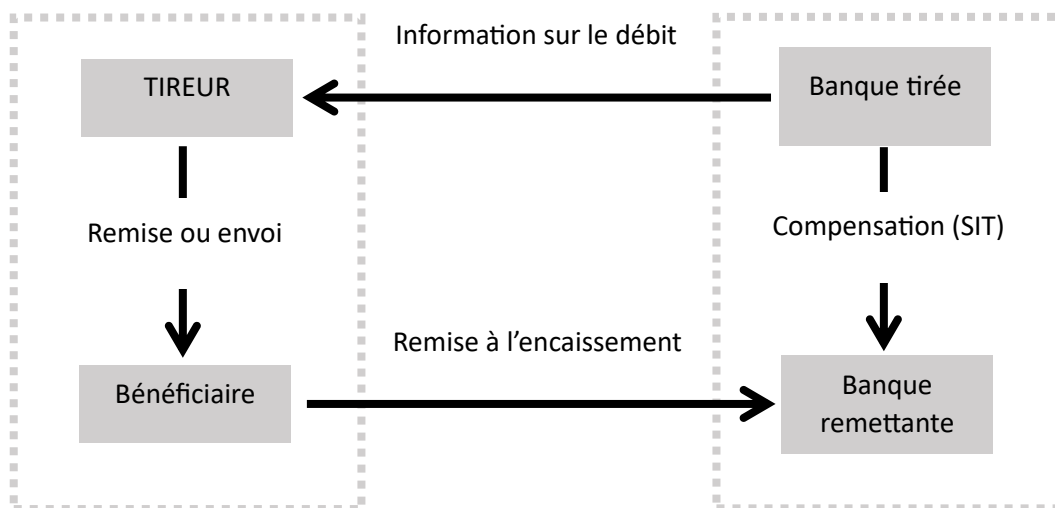 Information sur le débit
TIREUR
Banque tirée
Remise ou envoi
Compensation (SIT)
Remise à l’encaissement
Bénéficiaire
Banque
remettante